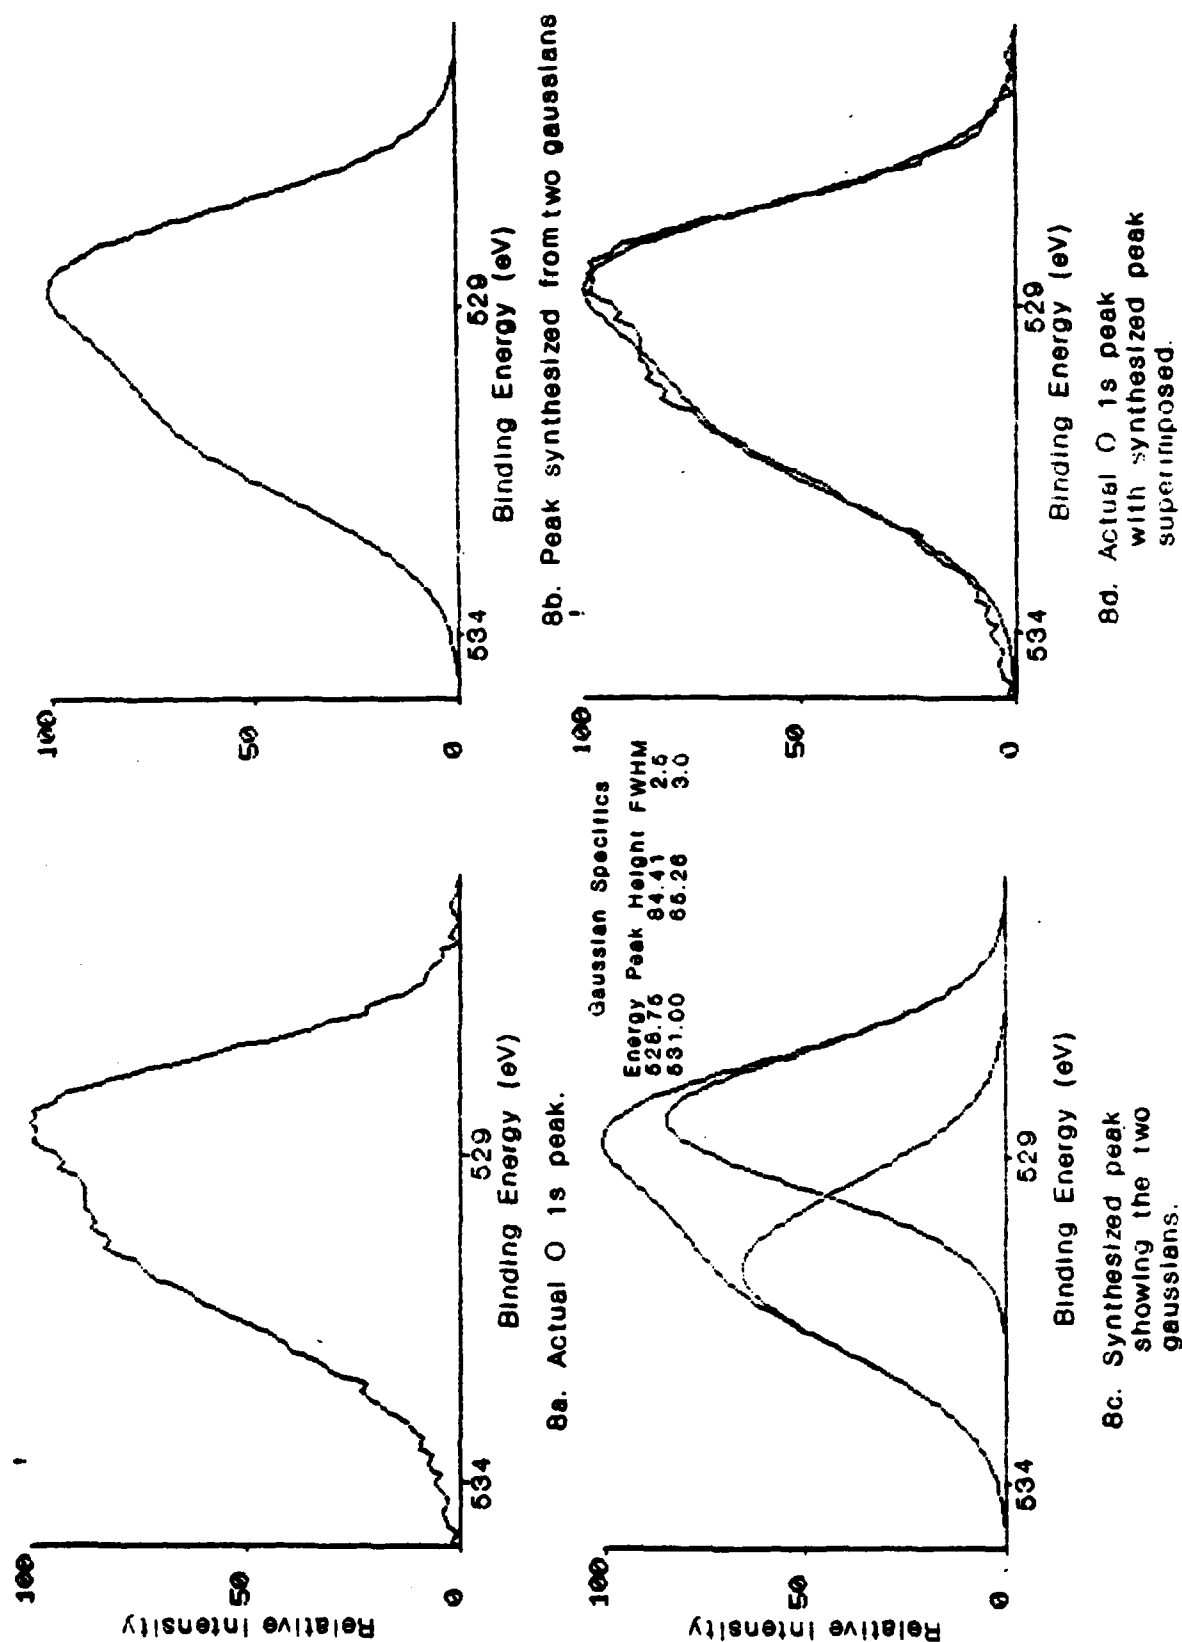 Relative Intensity
100
50
0
534
529
Binding Energy (eV)
8a. Actual O 1s peak.
100
50
0
534
529
Binding Energy (eV)
8b. Peak synthesized from two gaussians
Relative Intensity
100
50
0
Gaussian Specifics
Energy Peak Height FWHM
528.75 84.41 2.5
531.00 65.26 3.0
534
529
Binding Energy (eV)
8c. Synthesized peak
showing the two
gaussians.
100
50
0
534
529
Binding Energy (eV)
8d. Actual O 1s peak
with synthesized peak
superimposed.